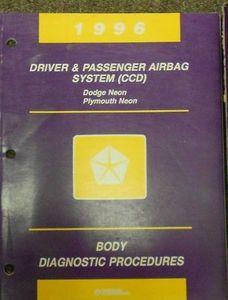 1996
DRIVER & PASSENGER AIRBAG
SYSTEM (CCD)
Dodge Neon
Plymouth Neon
BODY
DIAGNOSTIC PROCEDURES